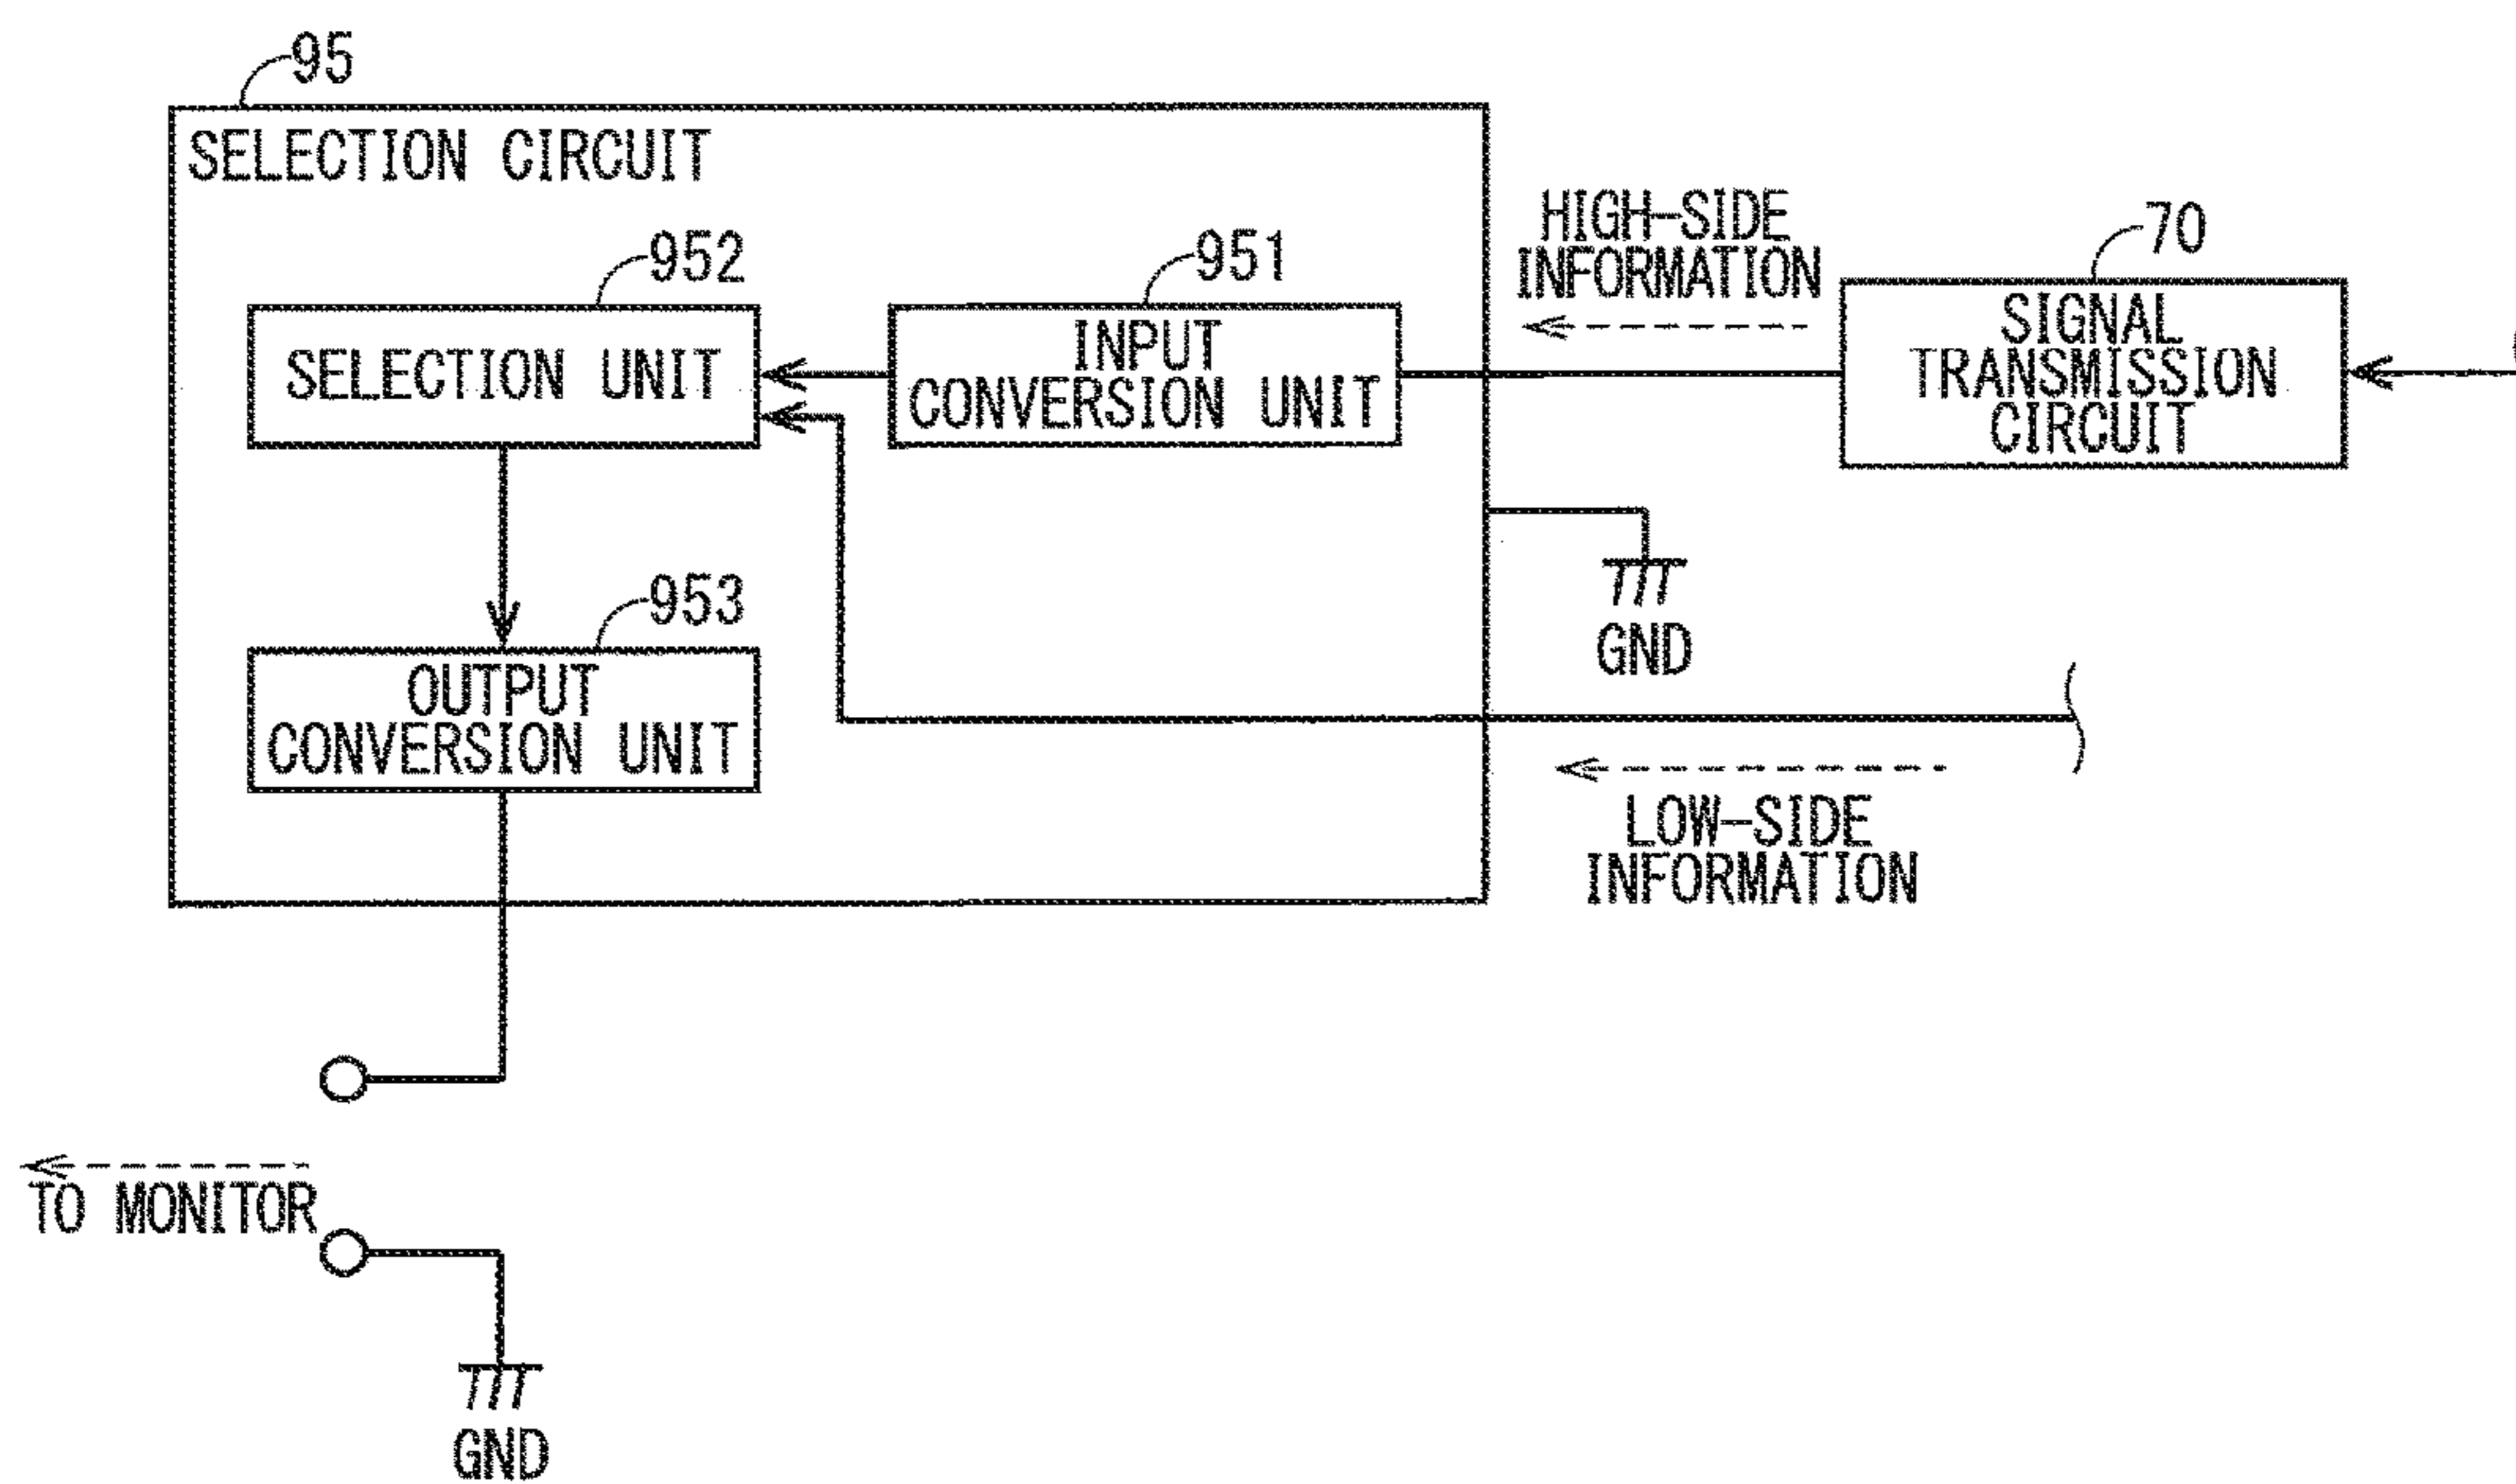 95
SELECTION CIRCUIT
952
SELECTION UNIT
951
INPUT
CONVERSION UNIT
HIGH-SIDE
INFORMATION
70
SIGNAL
TRANSMISSION
CIRCUIT
953
OUTPUT
CONVERSION UNIT
GND
LOW-SIDE
INFORMATION
TO MONITOR
GND